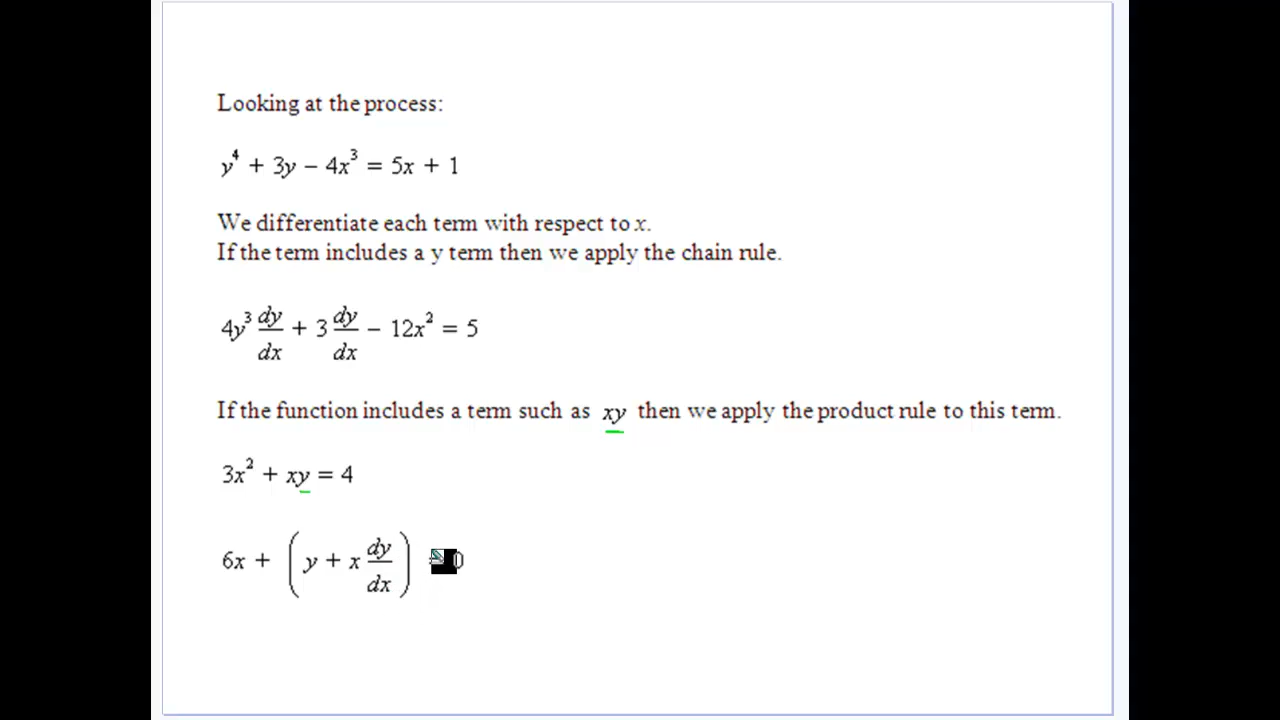 Looking at the process:
y⁴ + 3y − 4x³ = 5x + 1
We differentiate each term with respect to x.
If the term includes a y term then we apply the chain rule.
4y³ dy/dx + 3 dy/dx − 12x² = 5
If the function includes a term such as xy then we apply the product rule to this term.
3x² + xy = 4
6x + ( y + x dy/dx ) = 0